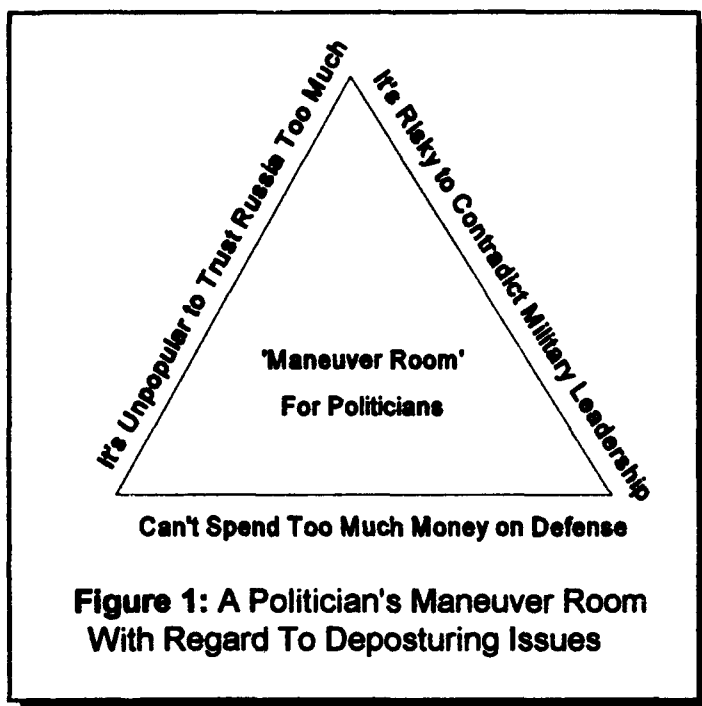 It's Unpopular to Trust Russia Too Much
It's Risky to Contradict Military Leadership
'Maneuver Room'
For Politicians
Can't Spend Too Much Money on Defense
Figure 1: A Politician's Maneuver Room
With Regard To Deposturing Issues